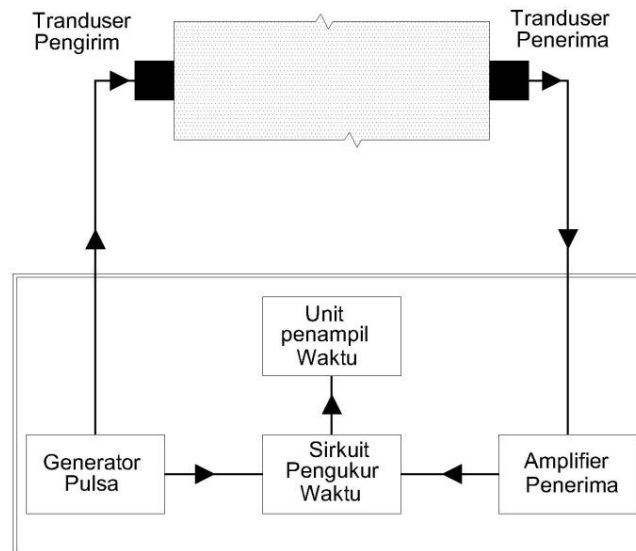 Tranduser
Pengirim
Tranduser
Penerima
Unit
penampil
Waktu
Generator
Pulsa
Sirkuit
Pengukur
Waktu
Amplifier
Penerima